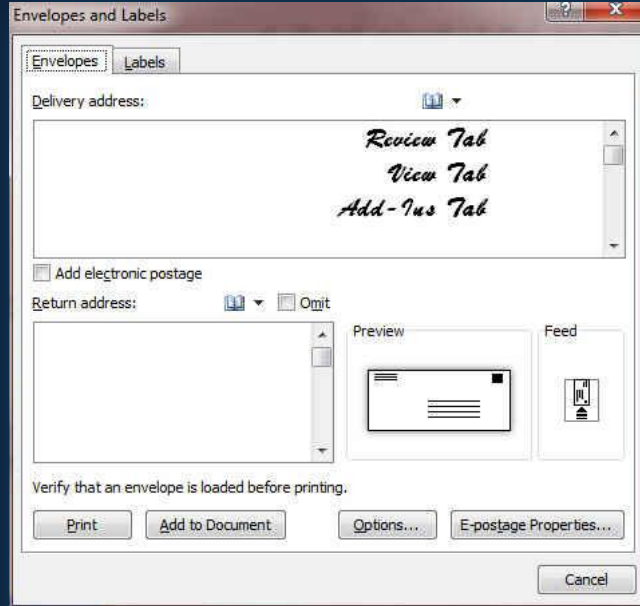 Envelopes and Labels
Envelopes Labels
Delivery address:
Review Tab
View Tab
Add-Ins Tab
Add electronic postage
Return address: Omit
Preview Feed
Verify that an envelope is loaded before printing.
Print Add to Document Options... E-postage Properties...
Cancel